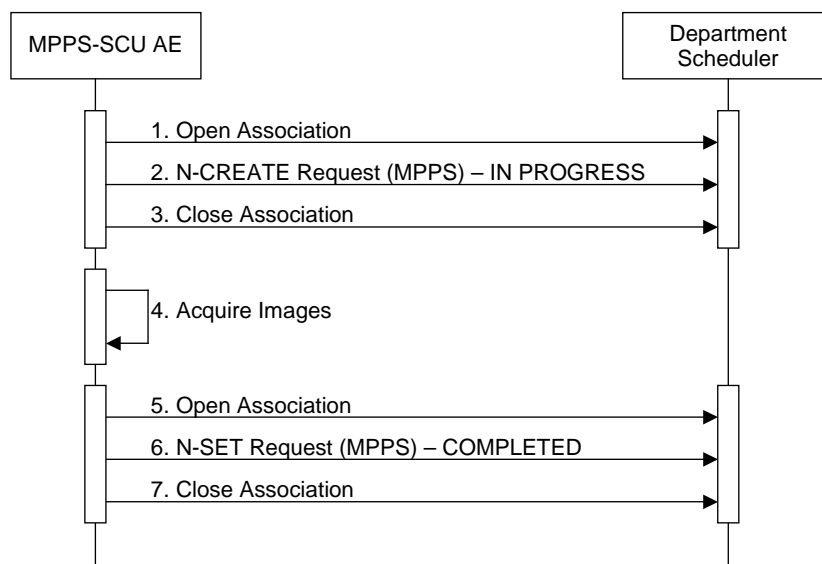 MPPS-SCU AE
Department
Scheduler
1. Open Association
2. N-CREATE Request (MPPS) – IN PROGRESS
3. Close Association
4. Acquire Images
5. Open Association
6. N-SET Request (MPPS) – COMPLETED
7. Close Association